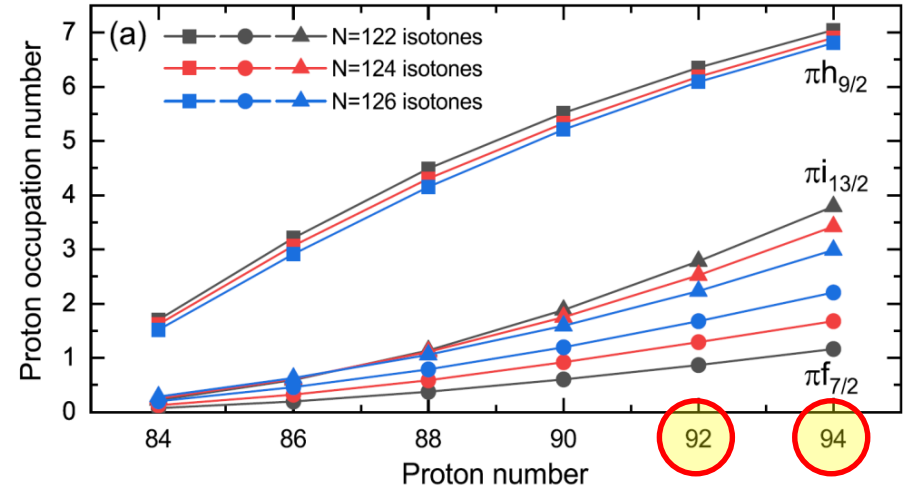 (a)
N=122 isotones
N=124 isotones
N=126 isotones
πh9/2
πi13/2
πf7/2
Proton occupation number
7
6
5
4
3
2
1
0
84 86 88 90 92 94
Proton number